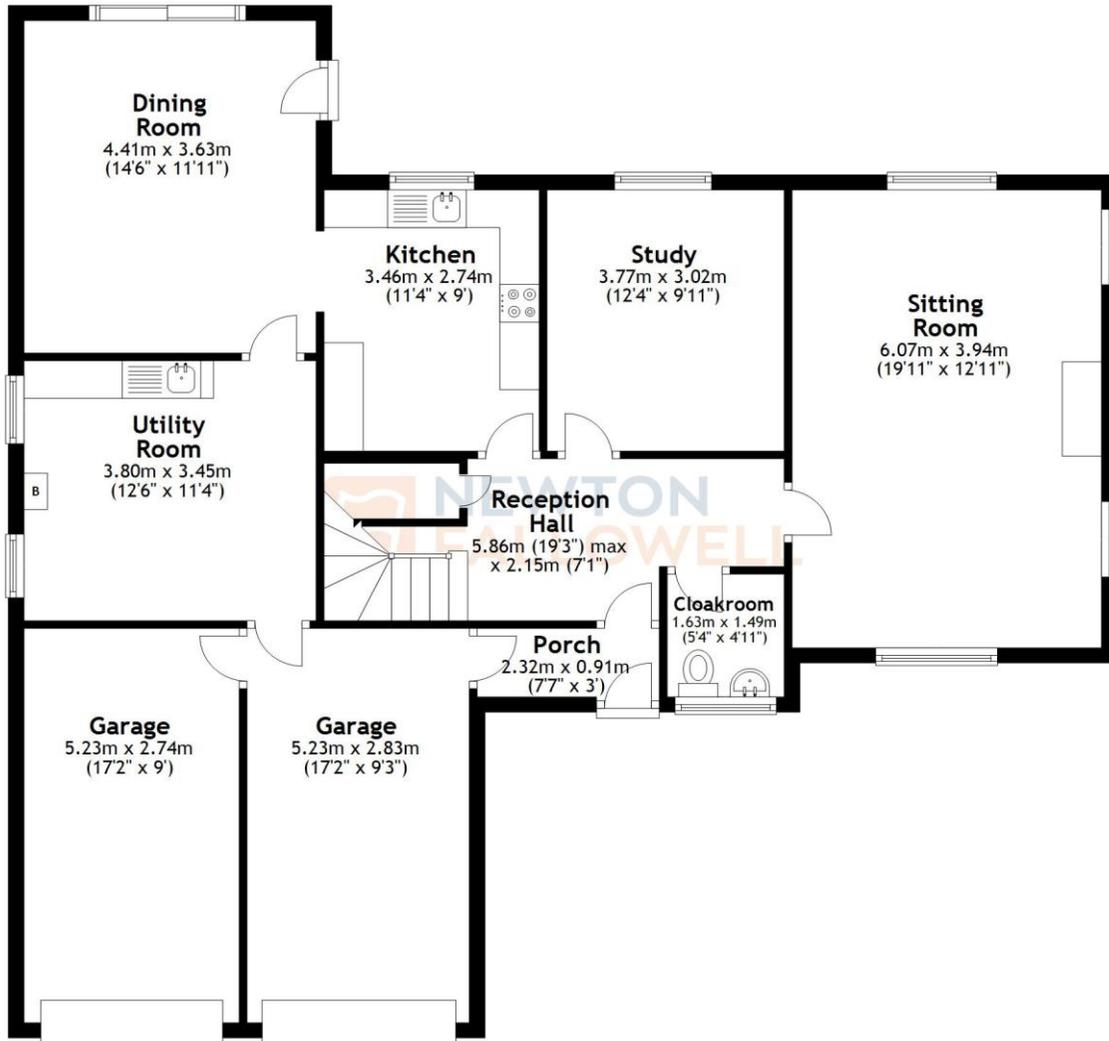 Dining
Room
4.41m x 3.63m
(14'6" x 11'11")
Kitchen
3.46m x 2.74m
(11'4" x 9')
Study
3.77m x 3.02m
(12'4" x 9'11")
Sitting
Room
6.07m x 3.94m
(19'11" x 12'11")
Utility
Room
3.80m x 3.45m
(12'6" x 11'4")
B
NEWTON
FALLOWELL
Reception
Hall
5.86m (19'3") max
x 2.15m (7'1")
Cloakroom
1.63m x 1.49m
(5'4" x 4'11")
Porch
2.32m x 0.91m
(7'7" x 3')
Garage
5.23m x 2.74m
(17'2" x 9')
Garage
5.23m x 2.83m
(17'2" x 9'3")